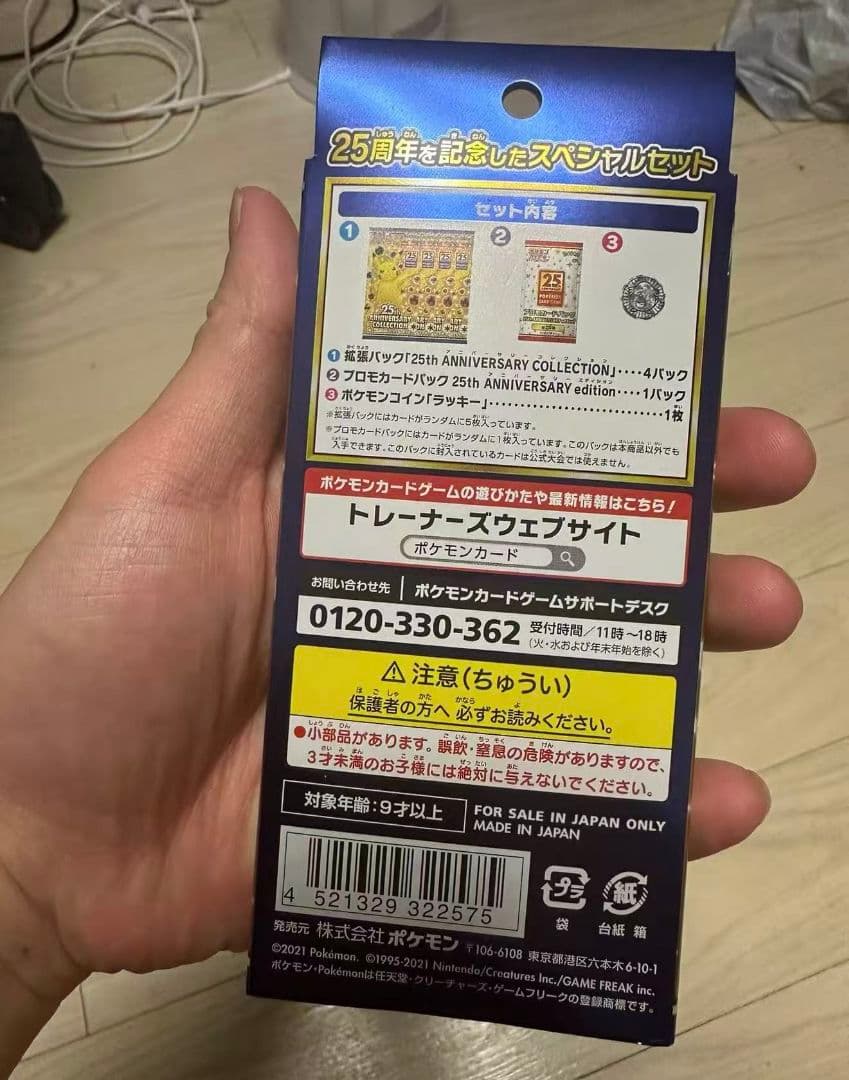 25周年を記念したスペシャルセット
セット内容
1 2 3
25th ANNIVERSARY COLLECTION
25
1 拡張パック「25th ANNIVERSARY COLLECTION」････4パック
2 プロモカードパック 25th ANNIVERSARY edition････1パック
3 ポケモンコイン「ラッキー」･･････････････････････1枚
※拡張パックにはカードがランダムに5枚入っています。
※プロモカードパックにはカードがランダムに1枚入っています。このパックは本商品以外でも
入手できます。このパックに封入されているカードは公式大会では使えません。
ポケモンカードゲームの遊びかたや最新情報はこちら！
トレーナーズウェブサイト
ポケモンカード
お問い合わせ先 | ポケモンカードゲームサポートデスク
0120-330-362 受付時間／11時〜18時
(火・水および年末年始を除く)
⚠注意(ちゅうい)
保護者の方へ 必ずお読みください。
●小部品があります。誤飲・窒息の危険がありますので、
3才未満のお子様には絶対に与えないでください。
対象年齢：9才以上
FOR SALE IN JAPAN ONLY
MADE IN JAPAN
4 521329 322575
プラ 紙
袋 台紙 箱
発売元 株式会社ポケモン 〒106-6108 東京都港区六本木6-10-1
©2021 Pokémon. ©1995-2021 Nintendo/Creatures Inc./GAME FREAK inc.
ポケモン・Pokémonは任天堂・クリーチャーズ・ゲームフリークの登録商標です。